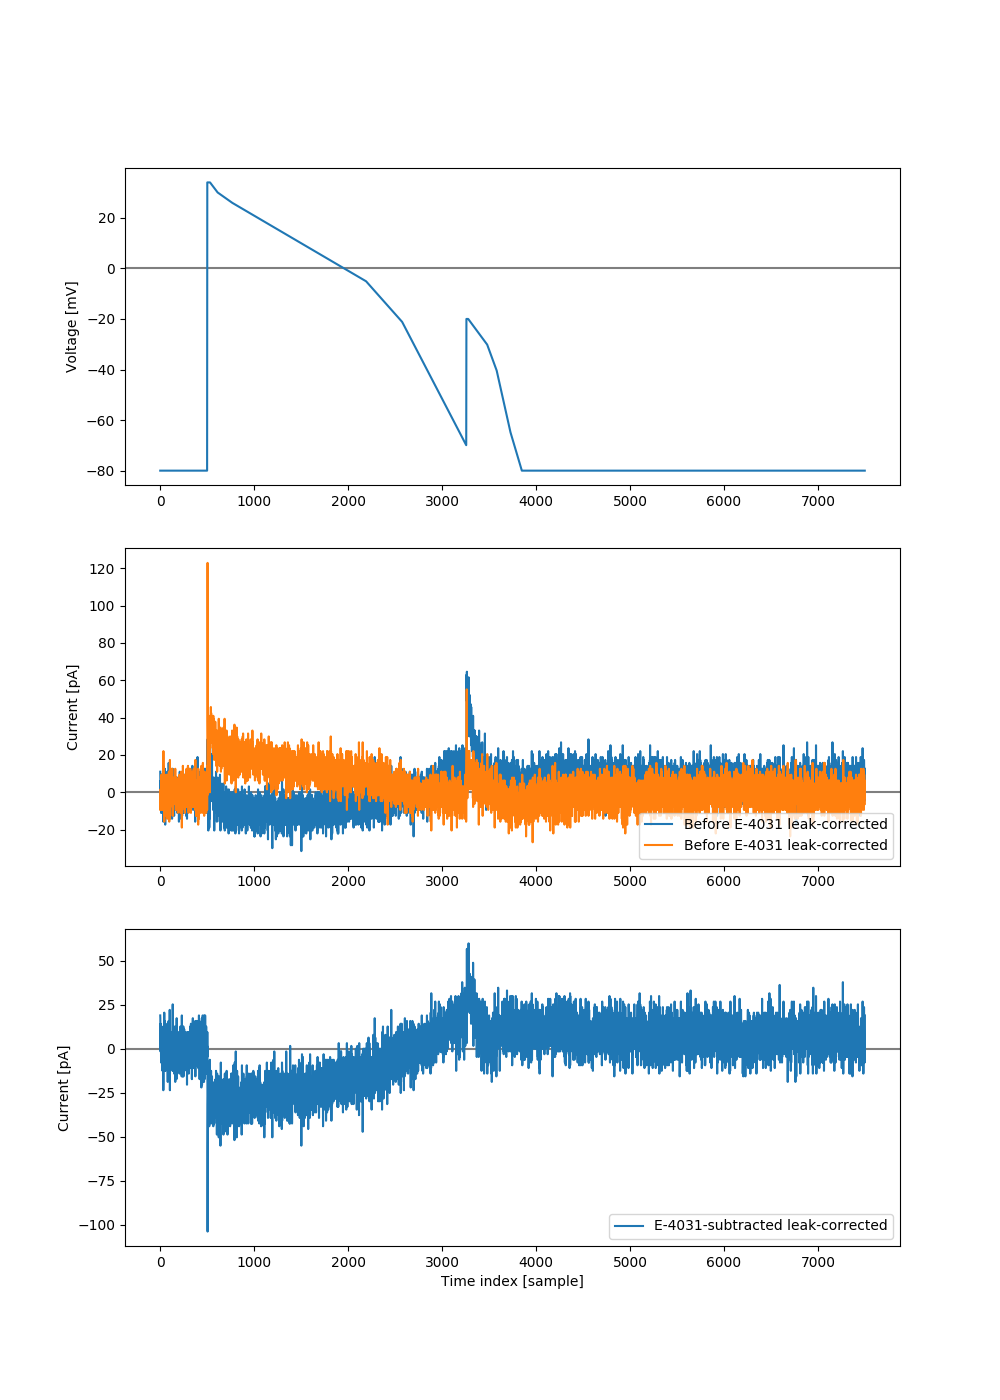 Voltage [mV]
20
0
−20
−40
−60
−80
0 1000 2000 3000 4000 5000 6000 7000
Current [pA]
120
100
80
60
40
20
0
−20
Before E-4031 leak-corrected
Before E-4031 leak-corrected
0 1000 2000 3000 4000 5000 6000 7000
Current [pA]
50
25
0
−25
−50
−75
−100
E-4031-subtracted leak-corrected
0 1000 2000 3000 4000 5000 6000 7000
Time index [sample]